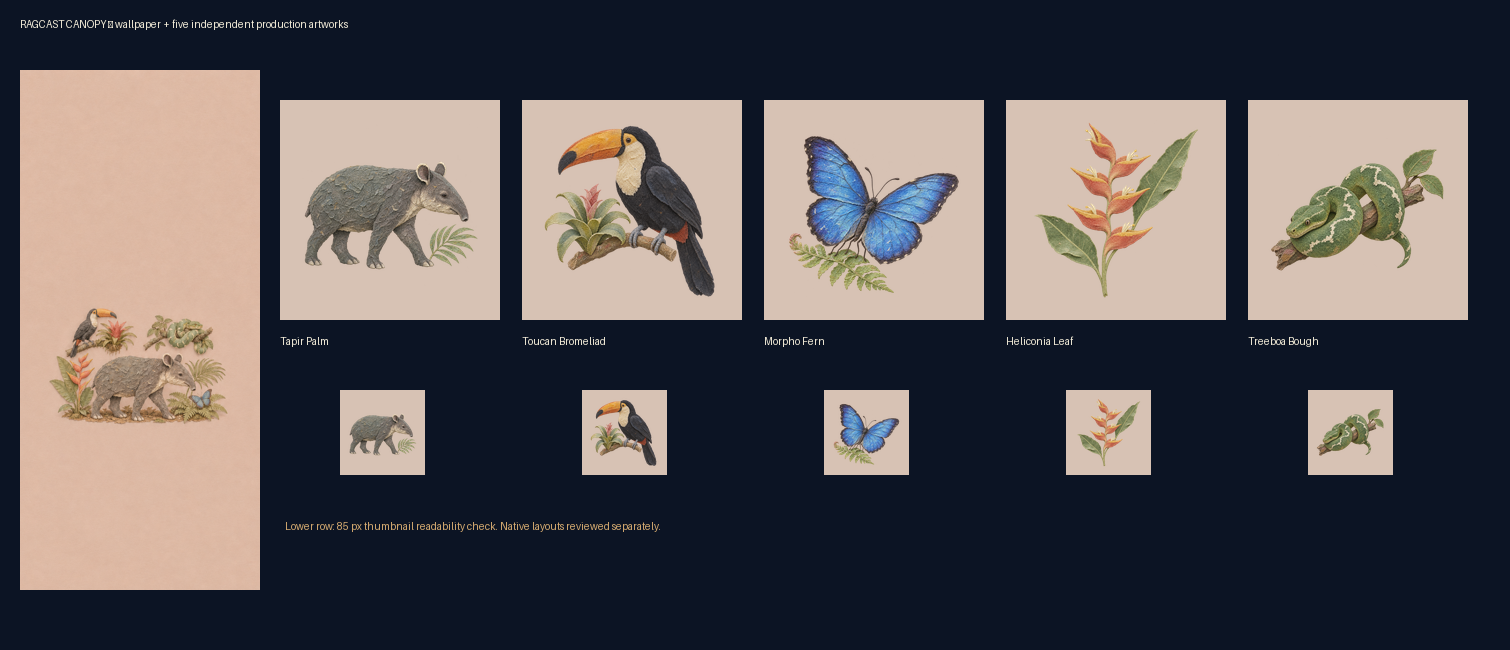 RAGCAST CANOPY wallpaper + five independent production artworks
Tapir Palm
Toucan Bromeliad
Morpho Fern
Heliconia Leaf
Treeboa Bough
Lower row: 85 px thumbnail readability check. Native layouts reviewed separately.